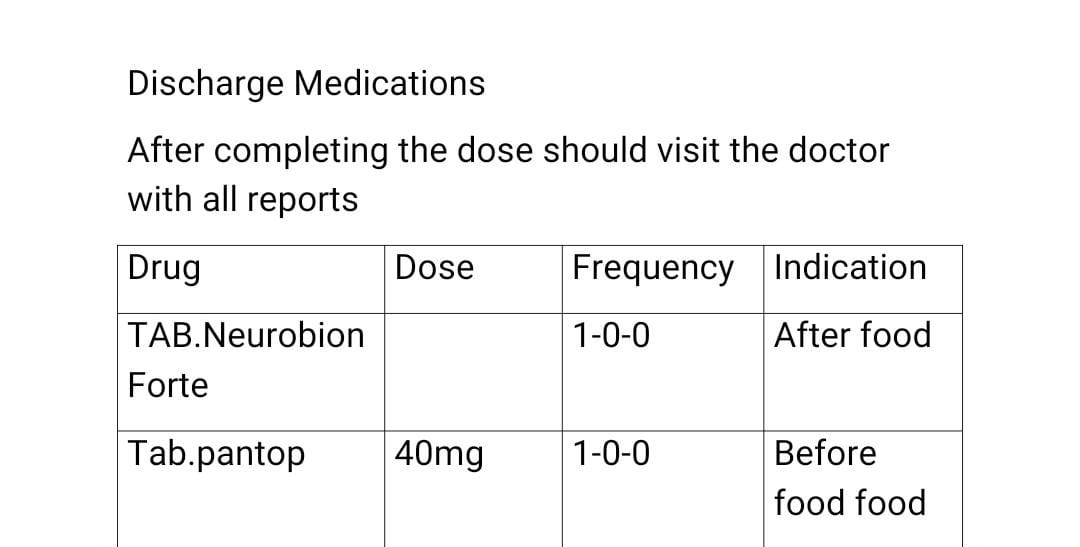 Discharge Medications
After completing the dose should visit the doctor
with all reports
Drug Dose Frequency Indication
TAB.Neurobion 1-0-0 After food
Forte
Tab.pantop 40mg 1-0-0 Before
food food